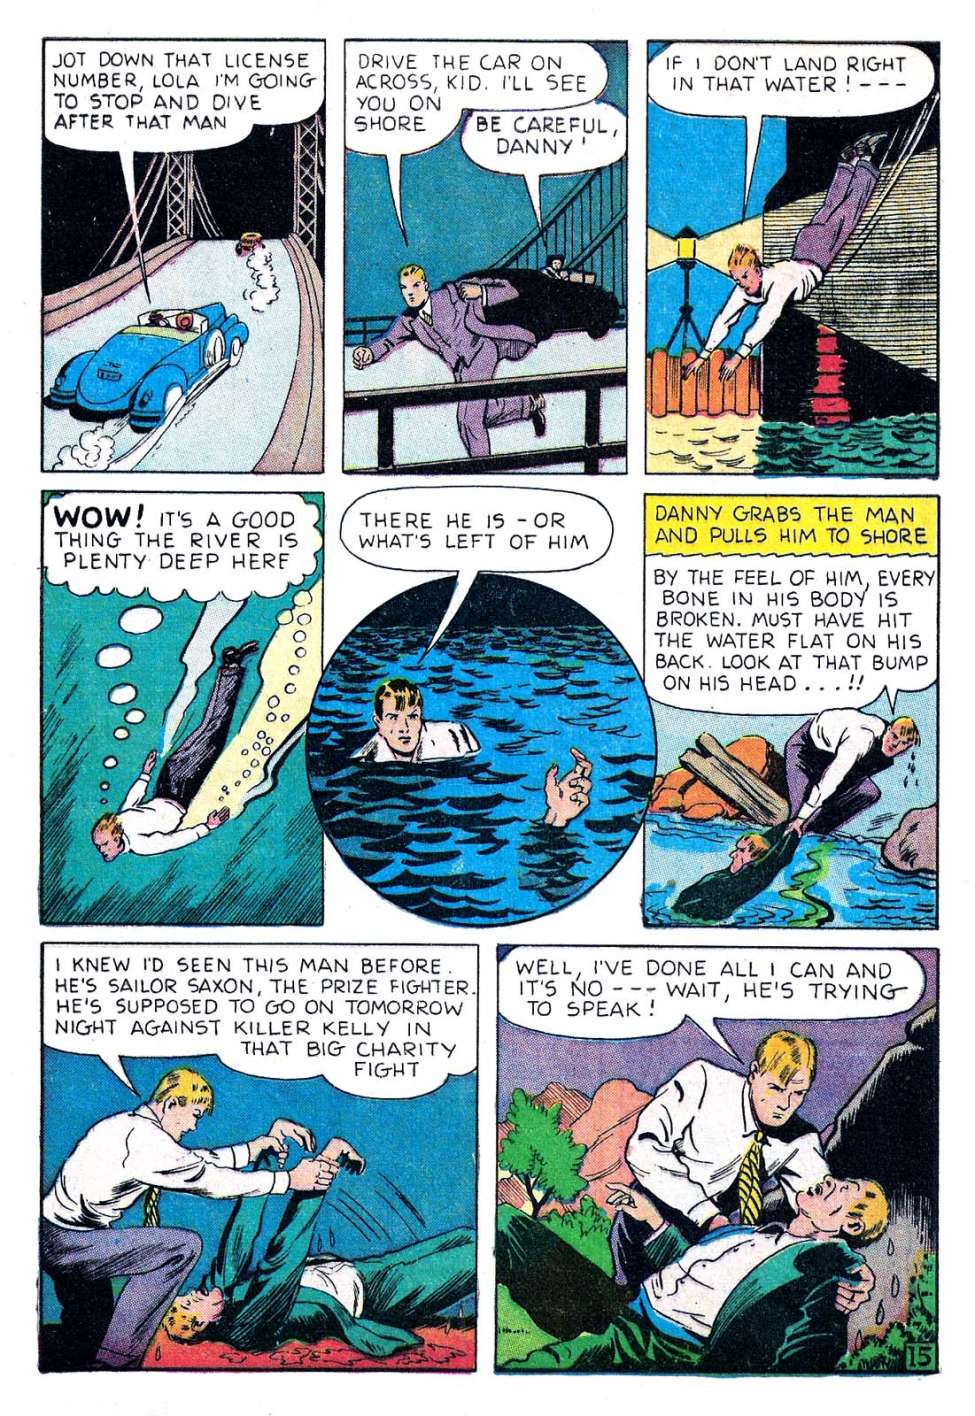 JOT DOWN THAT LICENSE
NUMBER, LOLA I'M GOING
TO STOP AND DIVE
AFTER THAT MAN
DRIVE THE CAR ON
ACROSS, KID. I'LL SEE
YOU ON
SHORE
BE CAREFUL,
DANNY!
IF I DON'T LAND RIGHT
IN THAT WATER! ---
WOW! IT'S A GOOD
THING THE RIVER IS
PLENTY DEEP HERE
THERE HE IS - OR
WHAT'S LEFT OF HIM
DANNY GRABS THE MAN
AND PULLS HIM TO SHORE
BY THE FEEL OF HIM, EVERY
BONE IN HIS BODY IS
BROKEN. MUST HAVE HIT
THE WATER FLAT ON HIS
BACK. LOOK AT THAT BUMP
ON HIS HEAD...!!
I KNEW I'D SEEN THIS MAN BEFORE.
HE'S SAILOR SAXON, THE PRIZE FIGHTER.
HE'S SUPPOSED TO GO ON TOMORROW
NIGHT AGAINST KILLER KELLY IN
THAT BIG CHARITY
FIGHT
WELL, I'VE DONE ALL I CAN AND
IT'S NO --- WAIT, HE'S TRYING
TO SPEAK!
15